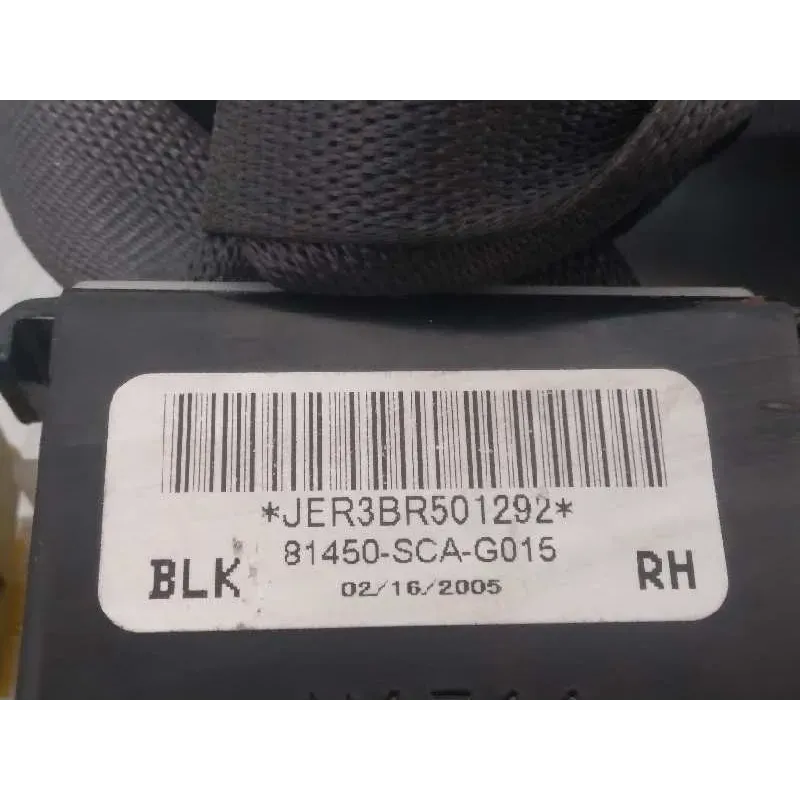 *JER3BR501292*
81450-SCA-G015
BLK 02/16/2005 RH